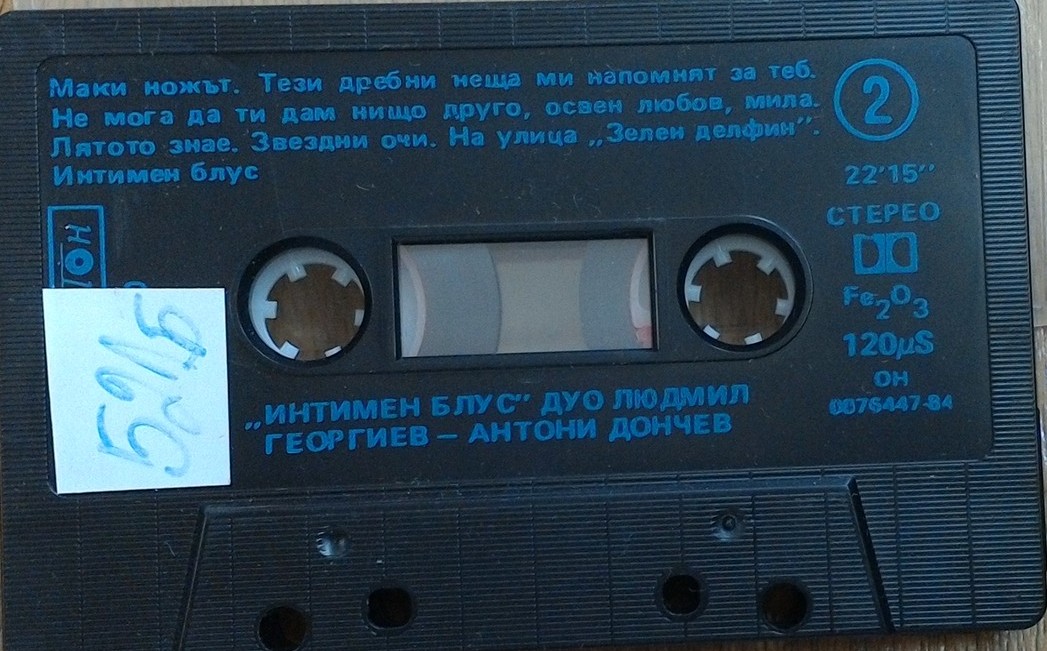 Маки ножът. Тези дребни неща ми напомнят за теб.
Не мога да ти дам нищо друго, освен любов, мила.
Лятото знае. Звездни очи. На улица „Зелен делфин”.
Интимен блус
2
22'15''
СТЕРЕО
Fe2O3
120µS
ОН
0076447-84
„ИНТИМЕН БЛУС” ДУО ЛЮДМИЛ
ГЕОРГИЕВ – АНТОНИ ДОНЧЕВ